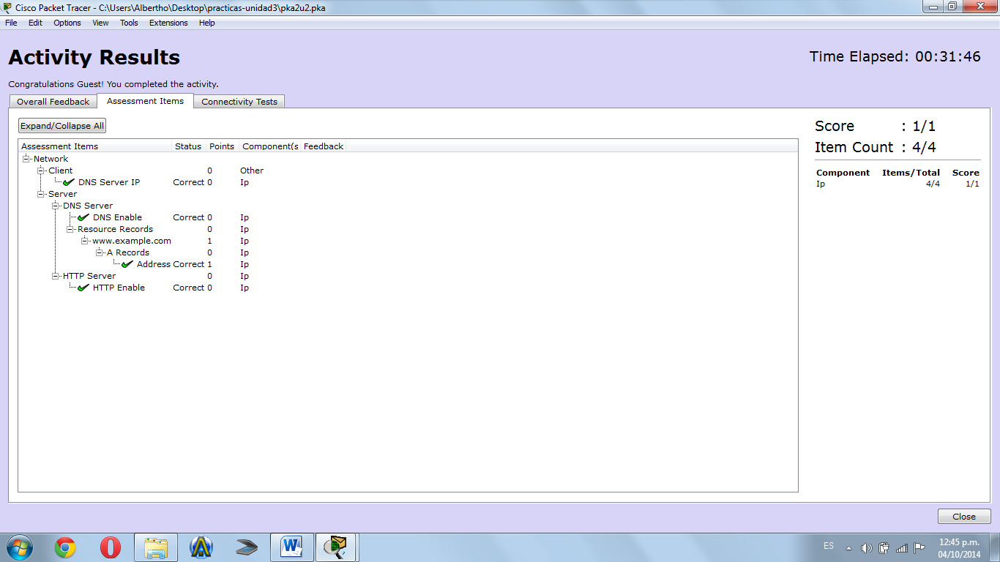 Cisco Packet Tracer - C:\Users\Albertho\Desktop\practicas-unidad3\pka2u2.pka
File Edit Options View Tools Extensions Help
Activity Results
Time Elapsed: 00:31:46
Congratulations Guest! You completed the activity.
Overall Feedback Assessment Items Connectivity Tests
Expand/Collapse All
Assessment Items Status Points Component(s Feedback
Network
Client 0 Other
DNS Server IP Correct 0 Ip
Server
DNS Server
DNS Enable Correct 0 Ip
Resource Records 0 Ip
www.example.com 1 Ip
A Records 0 Ip
Address Correct 1 Ip
HTTP Server 0 Ip
HTTP Enable Correct 0 Ip
Score : 1/1
Item Count : 4/4
Component Items/Total Score
Ip 4/4 1/1
Close
ES
12:45 p.m.
04/10/2014